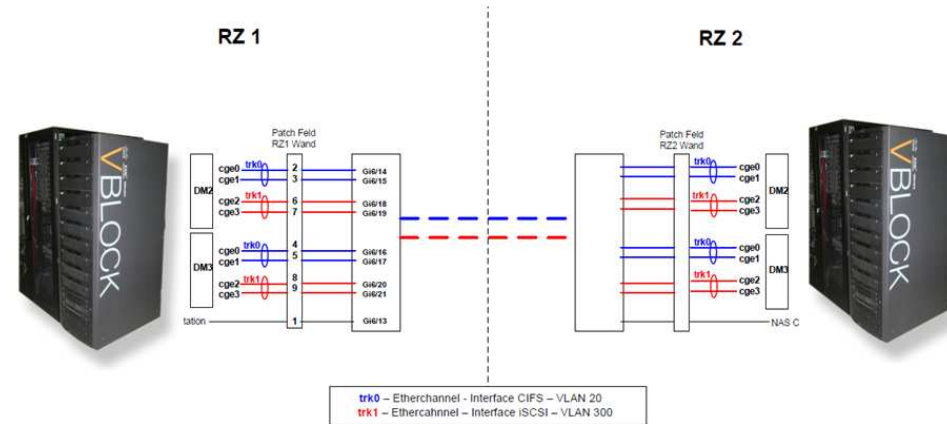 RZ 1
RZ 2
Patch Feld
RZ1 Wand
Patch Feld
RZ2 Wand
VBLOCK
DM2
cge0
cge1
trk0
2
3
Gi6/14
Gi6/15
cge2
cge3
trk1
6
7
Gi6/18
Gi6/19
DM3
cge0
cge1
trk0
4
5
Gi6/16
Gi6/17
cge2
cge3
trk1
8
9
Gi6/20
Gi6/21
tation
1
Gi6/13
trk0
cge0
cge1
DM2
trk1
cge2
cge3
trk0
cge0
cge1
DM3
trk1
cge2
cge3
NAS C
VBLOCK
trk0 – Etherchannel - Interface CIFS – VLAN 20
trk1 – Ethercahnnel – Interface iSCSI – VLAN 300